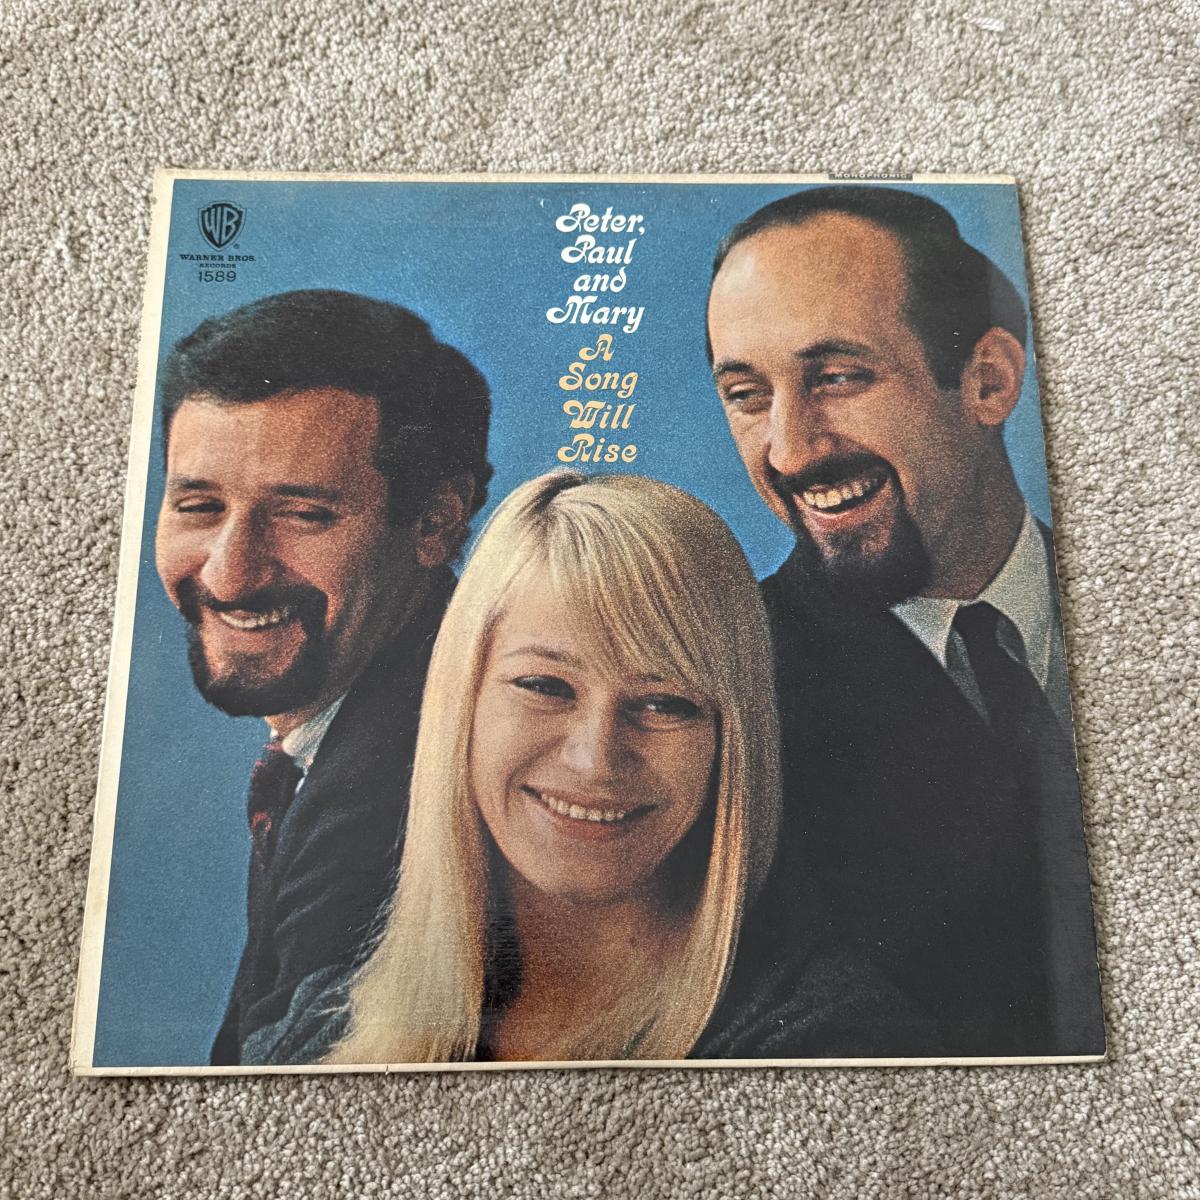 MONOPHONIC
WB
WARNER BROS.
RECORDS
1589
Peter,
Paul
and
Mary
A
Song
Will
Rise